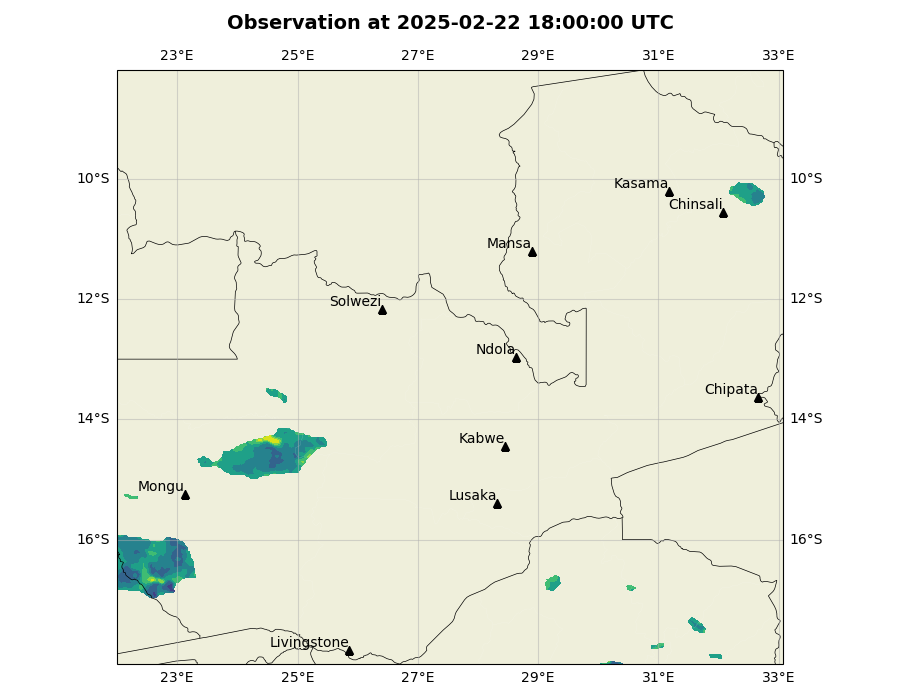 Observation at 2025-02-22 18:00:00 UTC
23°E 25°E 27°E 29°E 31°E 33°E
10°S 10°S
Kasama
Chinsali
Mansa
12°S 12°S
Solwezi
Ndola
Chipata
14°S 14°S
Kabwe
Mongu
Lusaka
16°S 16°S
Livingstone
23°E 25°E 27°E 29°E 31°E 33°E